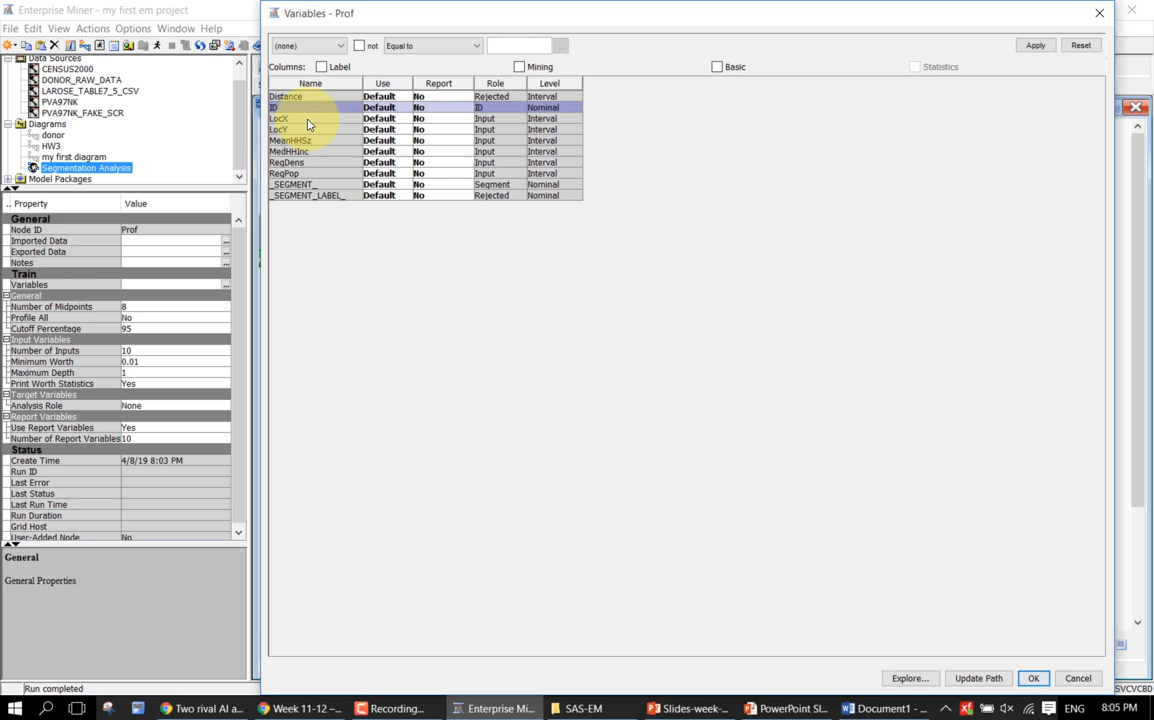 Enterprise Miner - my first em project
File Edit View Actions Options Window Help
Data Sources
CENSUS2000
DONOR_RAW_DATA
LAROSE_TABLE7_5_CSV
PVA97NK
PVA97NK_FAKE_SCR
Diagrams
donor
HW3
my first diagram
Segmentation Analysis
Model Packages
.. Property Value
General
Node ID Prof
Imported Data ...
Exported Data ...
Notes ...
Train
Variables ...
General
Number of Midpoints 8
Profile All No
Cutoff Percentage 95
Input Variables
Number of Inputs 10
Minimum Worth 0.01
Maximum Depth 1
Print Worth Statistics Yes
Target Variables
Analysis Role None
Report Variables
Use Report Variables Yes
Number of Report Variables 10
Status
Create Time 4/8/19 8:03 PM
Run ID
Last Error
Last Status
Last Run Time
Run Duration
Grid Host
User-Added Node No
General
General Properties
Run completed
Variables - Prof
(none) not Equal to ... Apply Reset
Columns: Label Mining Basic Statistics
Name Use Report Role Level
Distance Default No Rejected Interval
ID Default No ID Nominal
LocX Default No Input Interval
LocY Default No Input Interval
MeanHHSz Default No Input Interval
MedHHInc Default No Input Interval
RegDens Default No Input Interval
RegPop Default No Input Interval
_SEGMENT_ Default No Segment Nominal
_SEGMENT_LABEL_ Default No Rejected Nominal
Explore... Update Path OK Cancel
SVCVCBD
Two rival AI a... Week 11-12 –... Recording... Enterprise Mi... SAS-EM Slides-week-... PowerPoint Sl... Document1 - ... ENG 8:05 PM